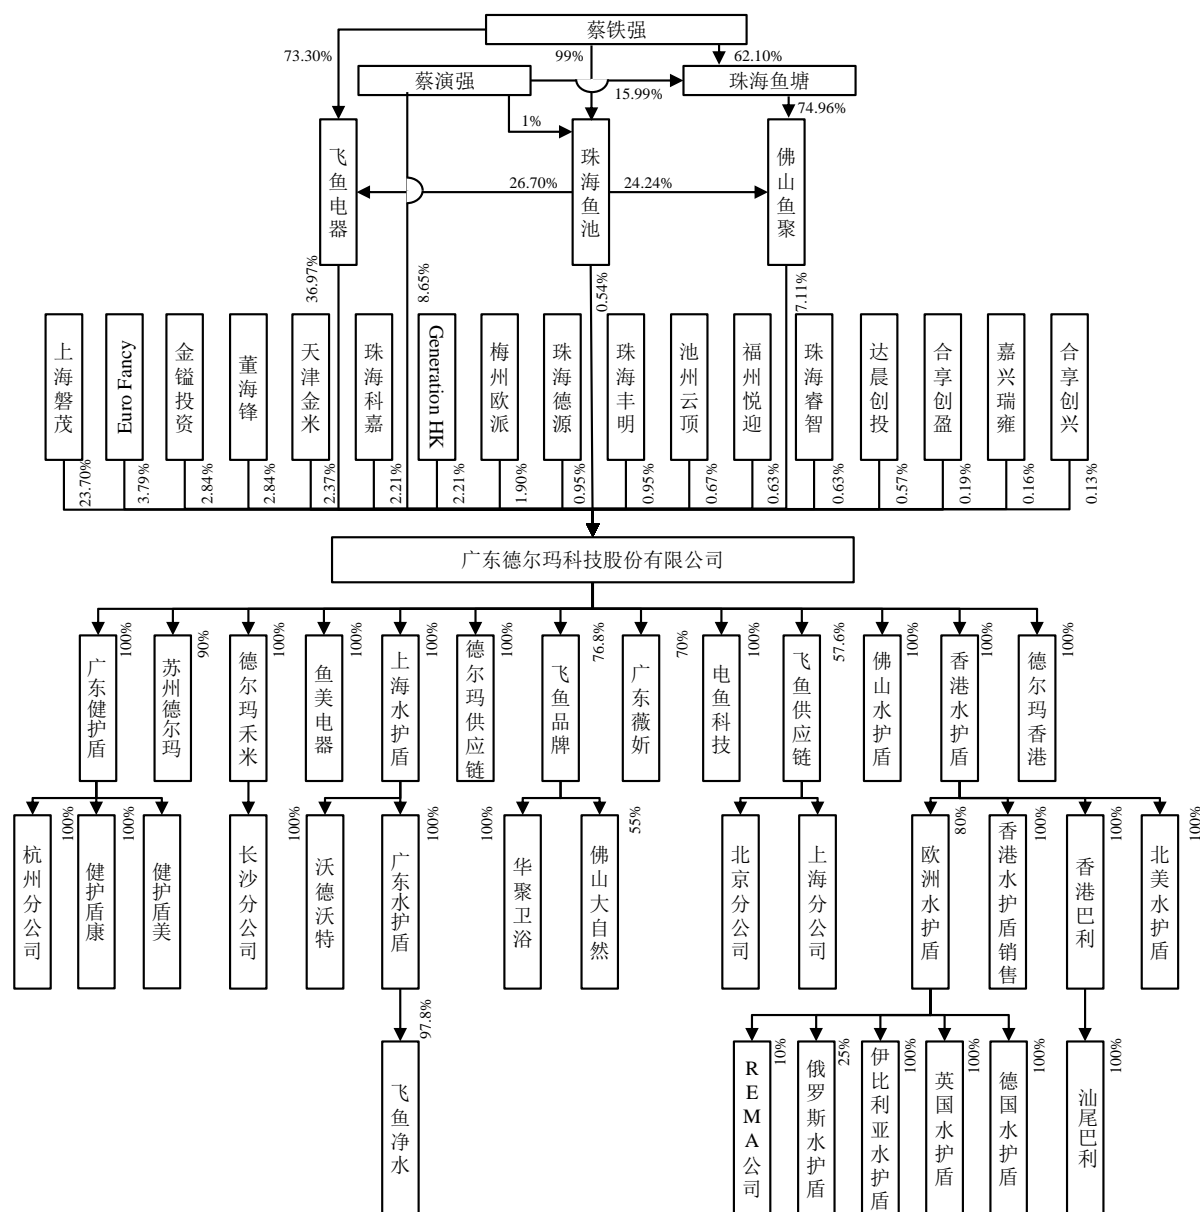 蔡铁强
73.30%
99%
62.10%
蔡演强
珠海鱼塘
15.99%
1%
74.96%
飞鱼电器
珠海鱼池
佛山鱼聚
26.70%
24.24%
36.97%
8.65%
0.54%
7.11%
上海磐茂
Euro Fancy
金镒投资
董海锋
天津金米
珠海科嘉
Generation HK
梅州欧派
珠海德源
珠海丰明
池州云顶
福州悦迎
珠海睿智
达晨创投
合享创盈
嘉兴瑞雍
合享创兴
23.70%
3.79%
2.84%
2.84%
2.37%
2.21%
2.21%
1.90%
0.95%
0.95%
0.67%
0.63%
0.63%
0.57%
0.19%
0.16%
0.13%
广东德尔玛科技股份有限公司
100%
90%
100%
100%
100%
100%
76.8%
70%
100%
57.6%
100%
100%
100%
广东健护盾
苏州德尔玛
德尔玛禾米
鱼美电器
上海水护盾
德尔玛供应链
飞鱼品牌
广东薇妡
电鱼科技
飞鱼供应链
佛山水护盾
香港水护盾
德尔玛香港
100%
100%
100%
100%
100%
55%
80%
100%
100%
100%
杭州分公司
健护盾康
健护盾美
长沙分公司
沃德沃特
广东水护盾
华聚卫浴
佛山大自然
北京分公司
上海分公司
欧洲水护盾
香港水护盾销售
香港巴利
北美水护盾
97.8%
10%
25%
100%
100%
100%
100%
飞鱼净水
REMA公司
俄罗斯水护盾
伊比利亚水护盾
英国水护盾
德国水护盾
汕尾巴利